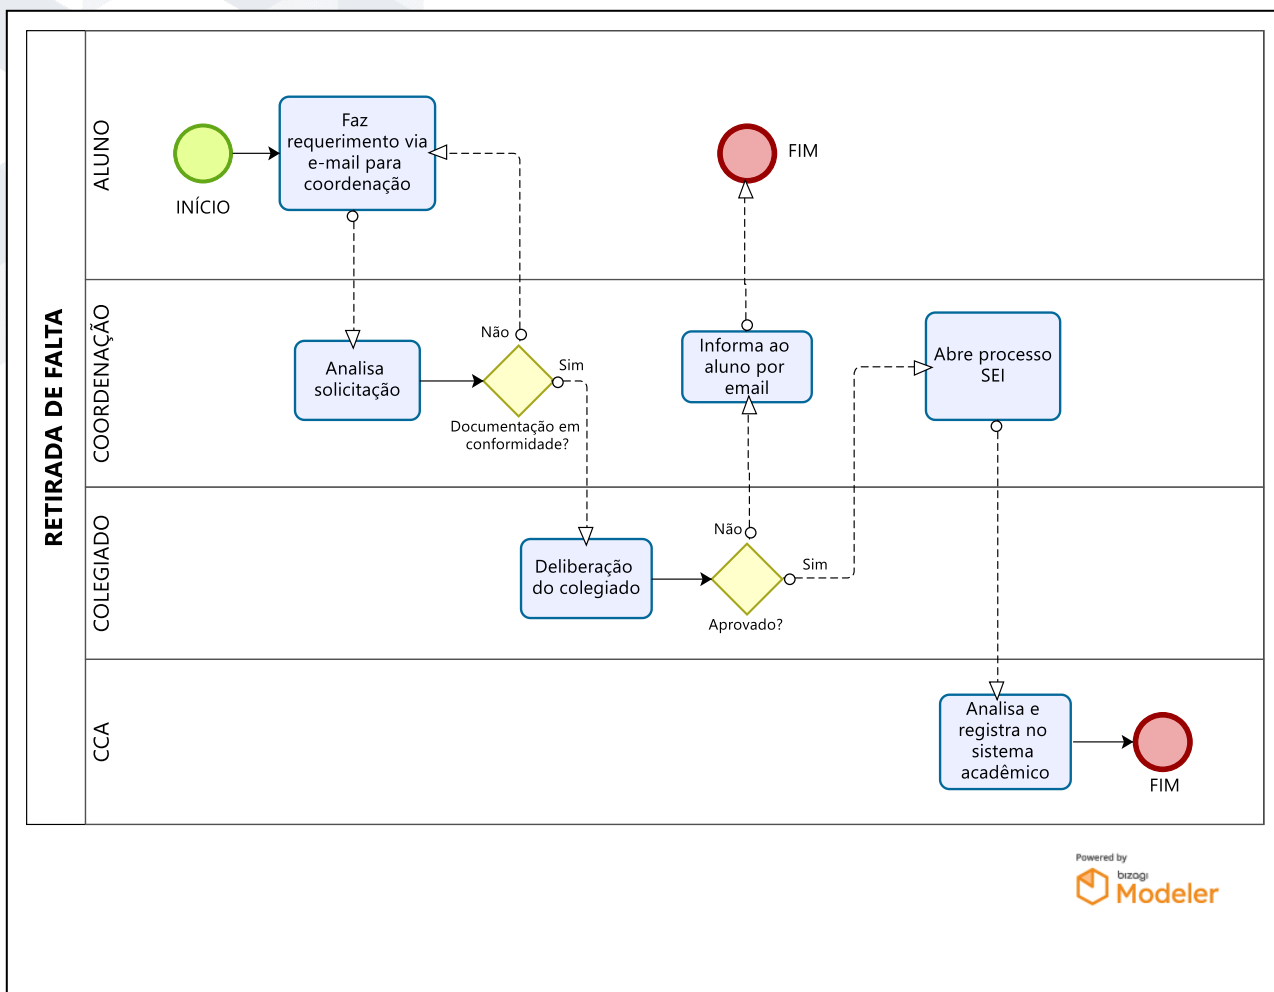 RETIRADA DE FALTA
ALUNO
INÍCIO
Faz
requerimento via
e-mail para
coordenação
FIM
COORDENAÇÃO
Analisa
solicitação
Não
Sim
Documentação em
conformidade?
Informa ao
aluno por
email
Abre processo
SEI
COLEGIADO
Deliberação
do colegiado
Não
Sim
Aprovado?
CCA
Analisa e
registra no
sistema
acadêmico
FIM
Powered by
bizagi
Modeler